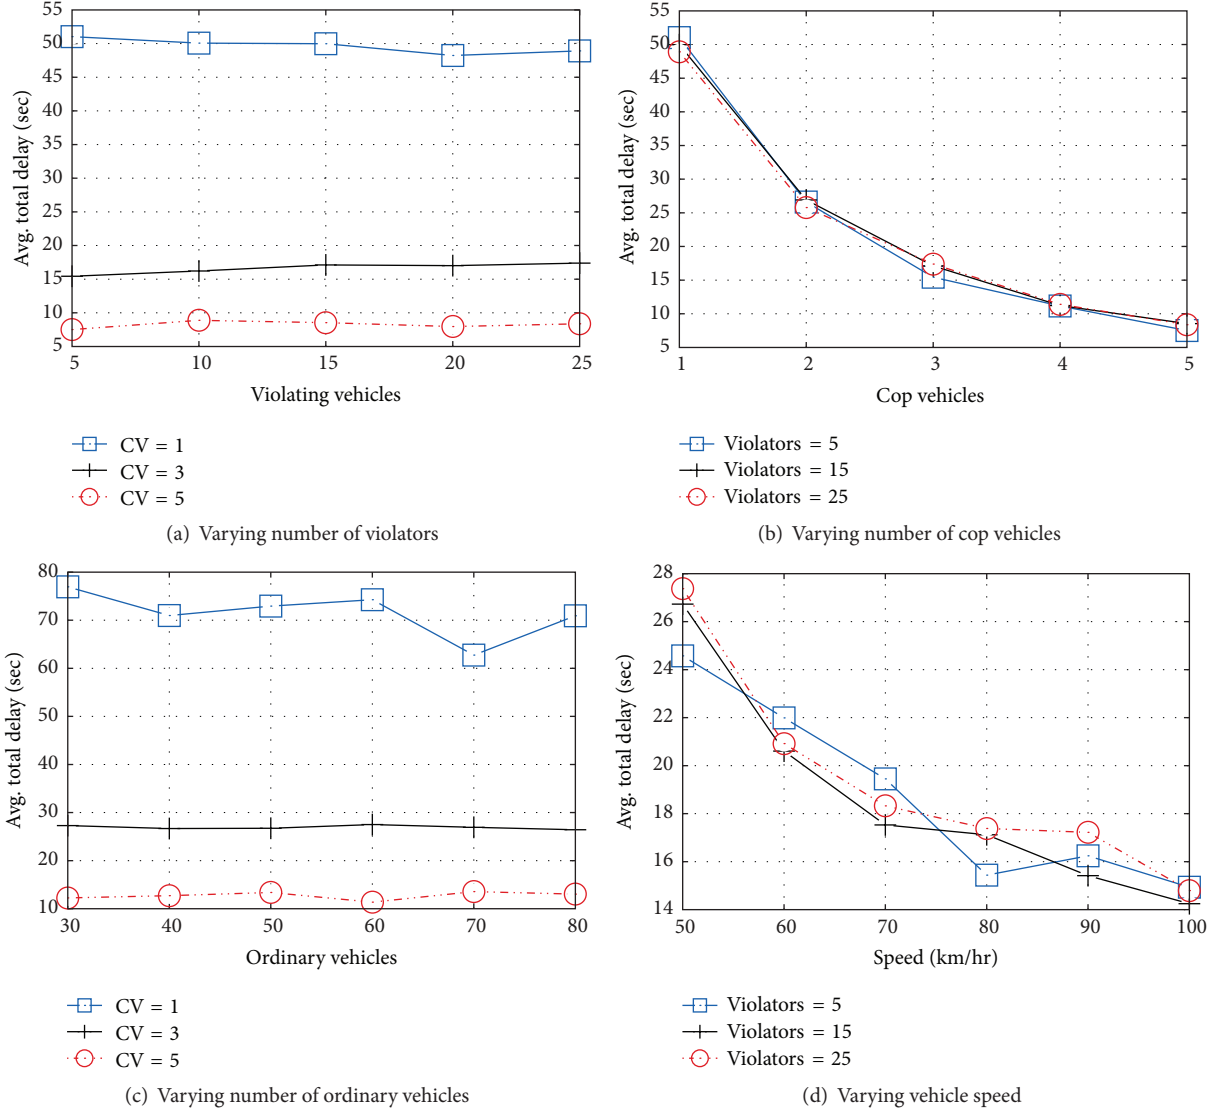 Avg. total delay (sec)
55
50
45
40
35
30
25
20
15
10
5
5 10 15 20 25
Violating vehicles
CV = 1
CV = 3
CV = 5
(a) Varying number of violators
Avg. total delay (sec)
55
50
45
40
35
30
25
20
15
10
5
1 2 3 4 5
Cop vehicles
Violators = 5
Violators = 15
Violators = 25
(b) Varying number of cop vehicles
Avg. total delay (sec)
80
70
60
50
40
30
20
10
30 40 50 60 70 80
Ordinary vehicles
CV = 1
CV = 3
CV = 5
(c) Varying number of ordinary vehicles
Avg. total delay (sec)
28
26
24
22
20
18
16
14
50 60 70 80 90 100
Speed (km/hr)
Violators = 5
Violators = 15
Violators = 25
(d) Varying vehicle speed